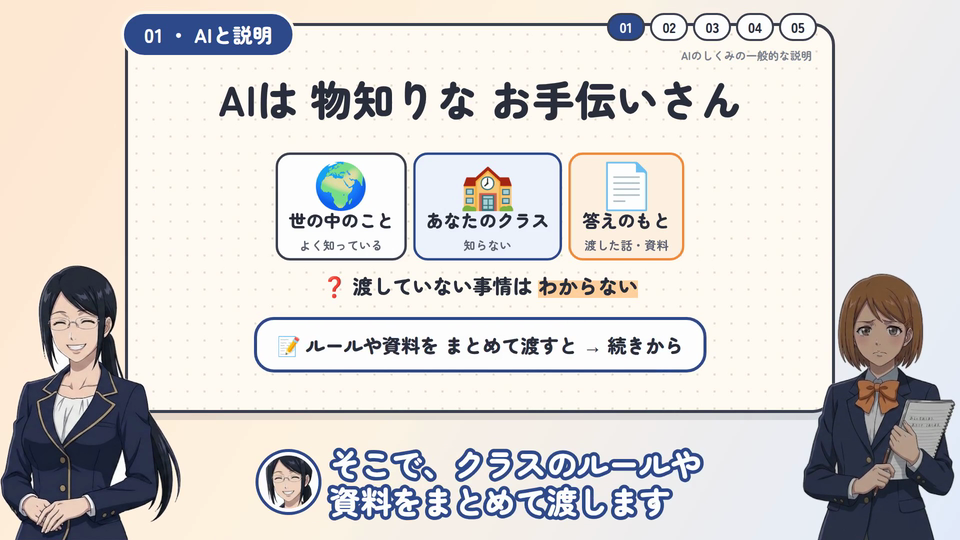 01 ・ AIと説明
01 02 03 04 05
AIのしくみの一般的な説明
AIは 物知りな お手伝いさん
世の中のこと
よく知っている
あなたのクラス
知らない
答えのもと
渡した話・資料
❓ 渡していない事情は わからない
📝 ルールや資料を まとめて渡すと → 続きから
そこで、クラスのルールや
資料をまとめて渡します